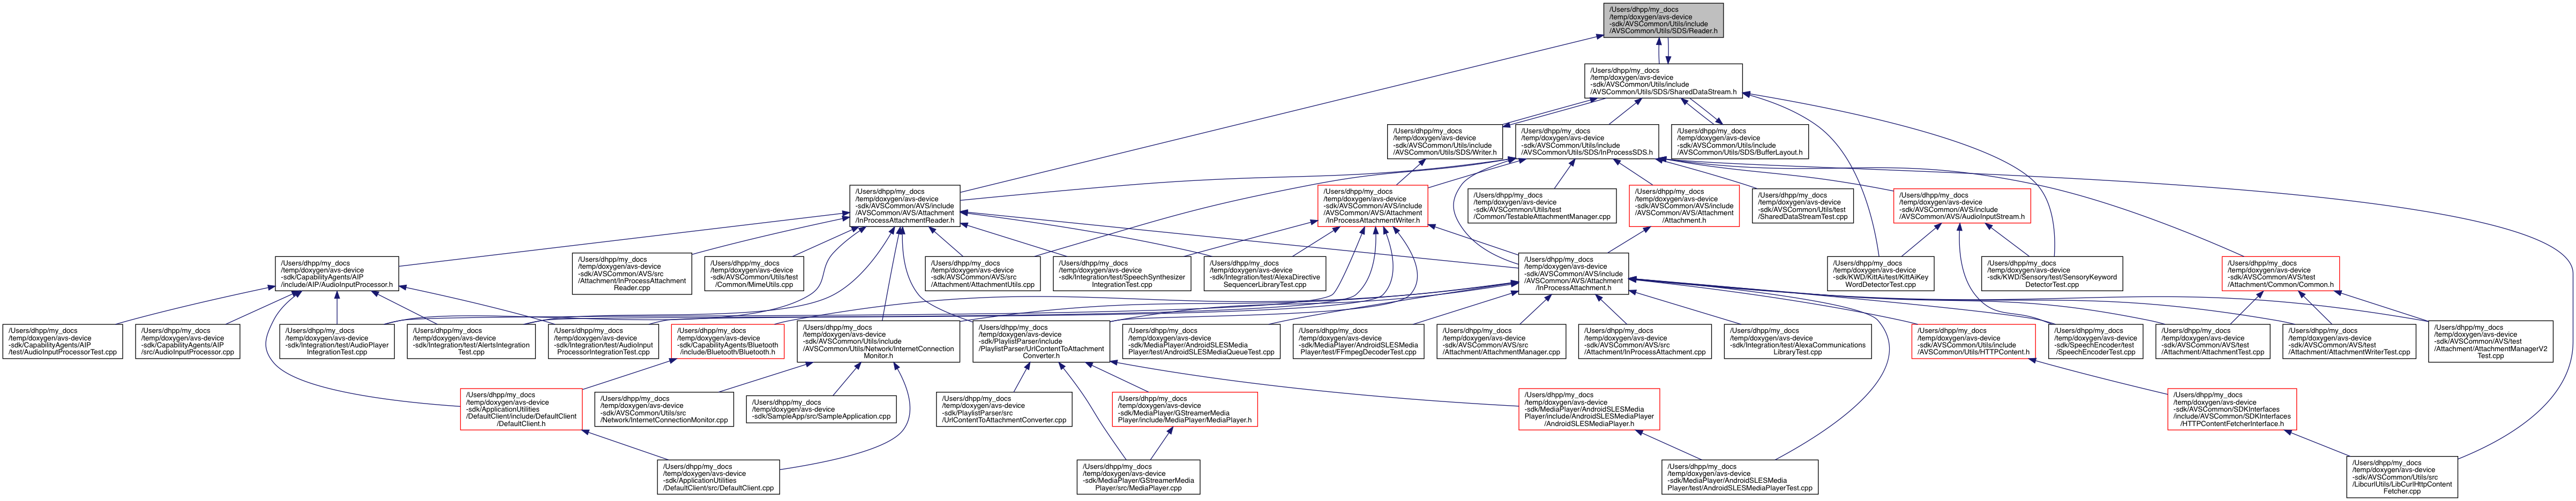 /Users/dhpp/my_docs
/temp/doxygen/avs-device
-sdk/AVSCommon/Utils/include
/AVSCommon/Utils/SDS/Reader.h
/Users/dhpp/my_docs
/temp/doxygen/avs-device
-sdk/AVSCommon/Utils/include
/AVSCommon/Utils/SDS/SharedDataStream.h
/Users/dhpp/my_docs
/temp/doxygen/avs-device
-sdk/AVSCommon/Utils/include
/AVSCommon/Utils/SDS/Writer.h
/Users/dhpp/my_docs
/temp/doxygen/avs-device
-sdk/AVSCommon/Utils/include
/AVSCommon/Utils/SDS/InProcessSDS.h
/Users/dhpp/my_docs
/temp/doxygen/avs-device
-sdk/AVSCommon/Utils/include
/AVSCommon/Utils/SDS/BufferLayout.h
/Users/dhpp/my_docs
/temp/doxygen/avs-device
-sdk/AVSCommon/AVS/include
/AVSCommon/AVS/Attachment
/InProcessAttachmentReader.h
/Users/dhpp/my_docs
/temp/doxygen/avs-device
-sdk/AVSCommon/AVS/include
/AVSCommon/AVS/Attachment
/InProcessAttachmentWriter.h
/Users/dhpp/my_docs
/temp/doxygen/avs-device
-sdk/AVSCommon/Utils/test
/Common/TestableAttachmentManager.cpp
/Users/dhpp/my_docs
/temp/doxygen/avs-device
-sdk/AVSCommon/AVS/include
/AVSCommon/AVS/Attachment
/Attachment.h
/Users/dhpp/my_docs
/temp/doxygen/avs-device
-sdk/AVSCommon/Utils/test
/SharedDataStreamTest.cpp
/Users/dhpp/my_docs
/temp/doxygen/avs-device
-sdk/AVSCommon/AVS/include
/AVSCommon/AVS/AudioInputStream.h
/Users/dhpp/my_docs
/temp/doxygen/avs-device
-sdk/CapabilityAgents/AIP
/include/AIP/AudioInputProcessor.h
/Users/dhpp/my_docs
/temp/doxygen/avs-device
-sdk/AVSCommon/AVS/src
/Attachment/InProcessAttachment
Reader.cpp
/Users/dhpp/my_docs
/temp/doxygen/avs-device
-sdk/AVSCommon/Utils/test
/Common/MimeUtils.cpp
/Users/dhpp/my_docs
/temp/doxygen/avs-device
-sdk/AVSCommon/AVS/src
/Attachment/AttachmentUtils.cpp
/Users/dhpp/my_docs
/temp/doxygen/avs-device
-sdk/Integration/test/SpeechSynthesizer
IntegrationTest.cpp
/Users/dhpp/my_docs
/temp/doxygen/avs-device
-sdk/Integration/test/AlexaDirective
SequencerLibraryTest.cpp
/Users/dhpp/my_docs
/temp/doxygen/avs-device
-sdk/AVSCommon/AVS/include
/AVSCommon/AVS/Attachment
/InProcessAttachment.h
/Users/dhpp/my_docs
/temp/doxygen/avs-device
-sdk/KWD/KittAi/test/KittAiKey
WordDetectorTest.cpp
/Users/dhpp/my_docs
/temp/doxygen/avs-device
-sdk/KWD/Sensory/test/SensoryKeyword
DetectorTest.cpp
/Users/dhpp/my_docs
/temp/doxygen/avs-device
-sdk/AVSCommon/AVS/test
/Attachment/Common/Common.h
/Users/dhpp/my_docs
/temp/doxygen/avs-device
-sdk/CapabilityAgents/AIP
/test/AudioInputProcessorTest.cpp
/Users/dhpp/my_docs
/temp/doxygen/avs-device
-sdk/CapabilityAgents/AIP
/src/AudioInputProcessor.cpp
/Users/dhpp/my_docs
/temp/doxygen/avs-device
-sdk/Integration/test/AudioPlayer
IntegrationTest.cpp
/Users/dhpp/my_docs
/temp/doxygen/avs-device
-sdk/Integration/test/AlertsIntegration
Test.cpp
/Users/dhpp/my_docs
/temp/doxygen/avs-device
-sdk/Integration/test/AudioInput
ProcessorIntegrationTest.cpp
/Users/dhpp/my_docs
/temp/doxygen/avs-device
-sdk/CapabilityAgents/Bluetooth
/include/Bluetooth/Bluetooth.h
/Users/dhpp/my_docs
/temp/doxygen/avs-device
-sdk/AVSCommon/Utils/include
/AVSCommon/Utils/Network/InternetConnection
Monitor.h
/Users/dhpp/my_docs
/temp/doxygen/avs-device
-sdk/PlaylistParser/include
/PlaylistParser/UrlContentToAttachment
Converter.h
/Users/dhpp/my_docs
/temp/doxygen/avs-device
-sdk/MediaPlayer/AndroidSLESMedia
Player/test/AndroidSLESMediaQueueTest.cpp
/Users/dhpp/my_docs
/temp/doxygen/avs-device
-sdk/MediaPlayer/AndroidSLESMedia
Player/test/FFmpegDecoderTest.cpp
/Users/dhpp/my_docs
/temp/doxygen/avs-device
-sdk/AVSCommon/AVS/src
/Attachment/AttachmentManager.cpp
/Users/dhpp/my_docs
/temp/doxygen/avs-device
-sdk/AVSCommon/AVS/src
/Attachment/InProcessAttachment.cpp
/Users/dhpp/my_docs
/temp/doxygen/avs-device
-sdk/Integration/test/AlexaCommunications
LibraryTest.cpp
/Users/dhpp/my_docs
/temp/doxygen/avs-device
-sdk/AVSCommon/Utils/include
/AVSCommon/Utils/HTTPContent.h
/Users/dhpp/my_docs
/temp/doxygen/avs-device
-sdk/SpeechEncoder/test
/SpeechEncoderTest.cpp
/Users/dhpp/my_docs
/temp/doxygen/avs-device
-sdk/AVSCommon/AVS/test
/Attachment/AttachmentTest.cpp
/Users/dhpp/my_docs
/temp/doxygen/avs-device
-sdk/AVSCommon/AVS/test
/Attachment/AttachmentWriterTest.cpp
/Users/dhpp/my_docs
/temp/doxygen/avs-device
-sdk/AVSCommon/AVS/test
/Attachment/AttachmentManagerV2
Test.cpp
/Users/dhpp/my_docs
/temp/doxygen/avs-device
-sdk/ApplicationUtilities
/DefaultClient/include/DefaultClient
/DefaultClient.h
/Users/dhpp/my_docs
/temp/doxygen/avs-device
-sdk/AVSCommon/Utils/src
/Network/InternetConnectionMonitor.cpp
/Users/dhpp/my_docs
/temp/doxygen/avs-device
-sdk/SampleApp/src/SampleApplication.cpp
/Users/dhpp/my_docs
/temp/doxygen/avs-device
-sdk/PlaylistParser/src
/UrlContentToAttachmentConverter.cpp
/Users/dhpp/my_docs
/temp/doxygen/avs-device
-sdk/MediaPlayer/GStreamerMedia
Player/include/MediaPlayer/MediaPlayer.h
/Users/dhpp/my_docs
/temp/doxygen/avs-device
-sdk/MediaPlayer/AndroidSLESMedia
Player/include/AndroidSLESMediaPlayer
/AndroidSLESMediaPlayer.h
/Users/dhpp/my_docs
/temp/doxygen/avs-device
-sdk/AVSCommon/SDKInterfaces
/include/AVSCommon/SDKInterfaces
/HTTPContentFetcherInterface.h
/Users/dhpp/my_docs
/temp/doxygen/avs-device
-sdk/ApplicationUtilities
/DefaultClient/src/DefaultClient.cpp
/Users/dhpp/my_docs
/temp/doxygen/avs-device
-sdk/MediaPlayer/GStreamerMedia
Player/src/MediaPlayer.cpp
/Users/dhpp/my_docs
/temp/doxygen/avs-device
-sdk/MediaPlayer/AndroidSLESMedia
Player/test/AndroidSLESMediaPlayerTest.cpp
/Users/dhpp/my_docs
/temp/doxygen/avs-device
-sdk/AVSCommon/Utils/src
/LibcurlUtils/LibCurlHttpContent
Fetcher.cpp